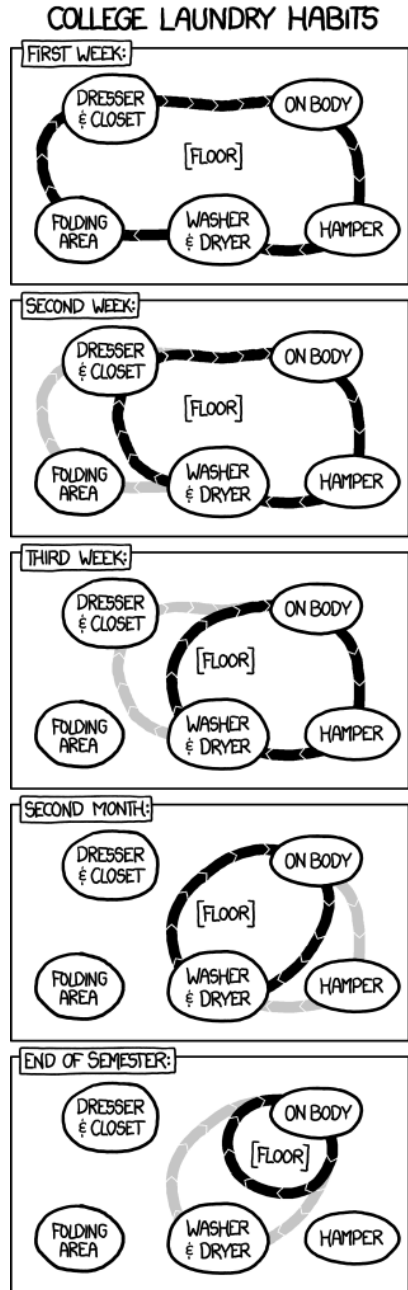 COLLEGE LAUNDRY HABITS
FIRST WEEK:
DRESSER
& CLOSET
ON BODY
[FLOOR]
FOLDING
AREA
WASHER
& DRYER
HAMPER
SECOND WEEK:
DRESSER
& CLOSET
ON BODY
[FLOOR]
FOLDING
AREA
WASHER
& DRYER
HAMPER
THIRD WEEK:
DRESSER
& CLOSET
ON BODY
[FLOOR]
FOLDING
AREA
WASHER
& DRYER
HAMPER
SECOND MONTH:
DRESSER
& CLOSET
ON BODY
[FLOOR]
FOLDING
AREA
WASHER
& DRYER
HAMPER
END OF SEMESTER:
DRESSER
& CLOSET
ON BODY
[FLOOR]
FOLDING
AREA
WASHER
& DRYER
HAMPER